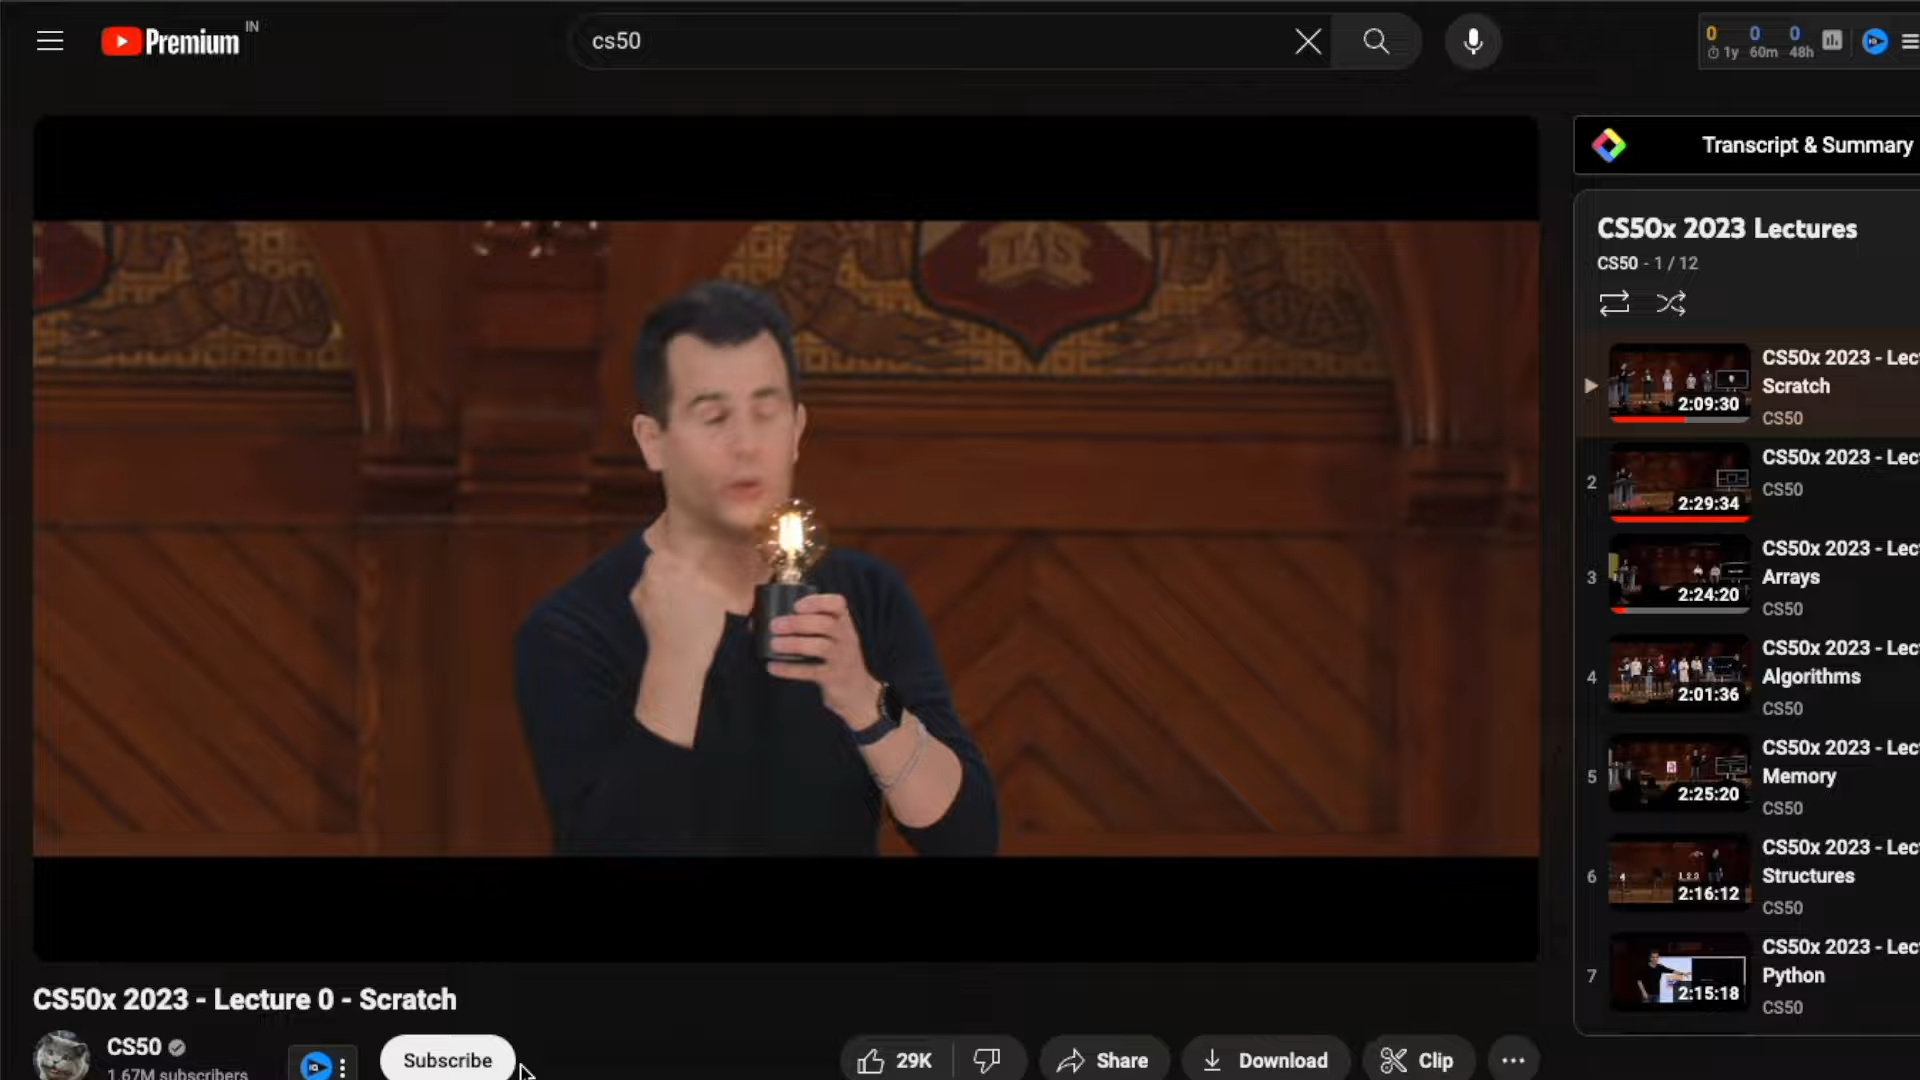 Premium IN
cs50
0 0 0
1y 60m 48h
Transcript & Summary
TAS
CS50x 2023 Lectures
CS50 - 1 / 12
CS50x 2023 - Lec
Scratch
2:09:30
CS50
CS50x 2023 - Lec
2
CS50
2:29:34
CS50x 2023 - Lec
Arrays
3
2:24:20
CS50
CS50x 2023 - Lec
Algorithms
4
2:01:36
CS50
CS50x 2023 - Lec
Memory
5
2:25:20
CS50
CS50x 2023 - Lec
Structures
6
2:16:12
CS50
CS50x 2023 - Lec
Python
7
2:15:18
CS50
CS50x 2023 - Lecture 0 - Scratch
CS50
1.67M subscribers
Subscribe
29K
Share
Download
Clip